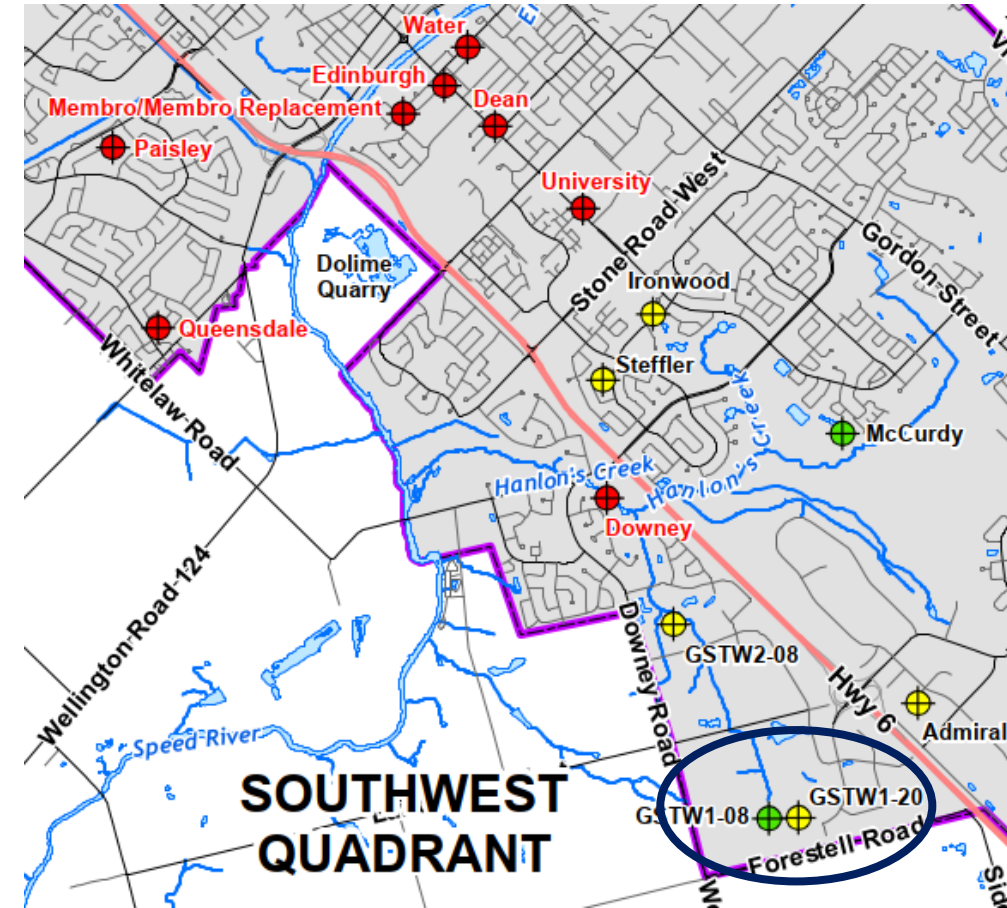 Water
Edinburgh
Membro/Membro Replacement
Dean
Paisley
University
Stone Road West
Gordon Street
Dolime
Quarry
Ironwood
Steffler
Queensdale
Whitelaw Road
Hanlon's Creek
McCurdy
Hanlon's Creek
Downey
Wellington Road 124
Downey Road
GSTW2-08
Hwy 6
Admiral
Speed River
SOUTHWEST
QUADRANT
GSTW1-08
GSTW1-20
Forestell Road